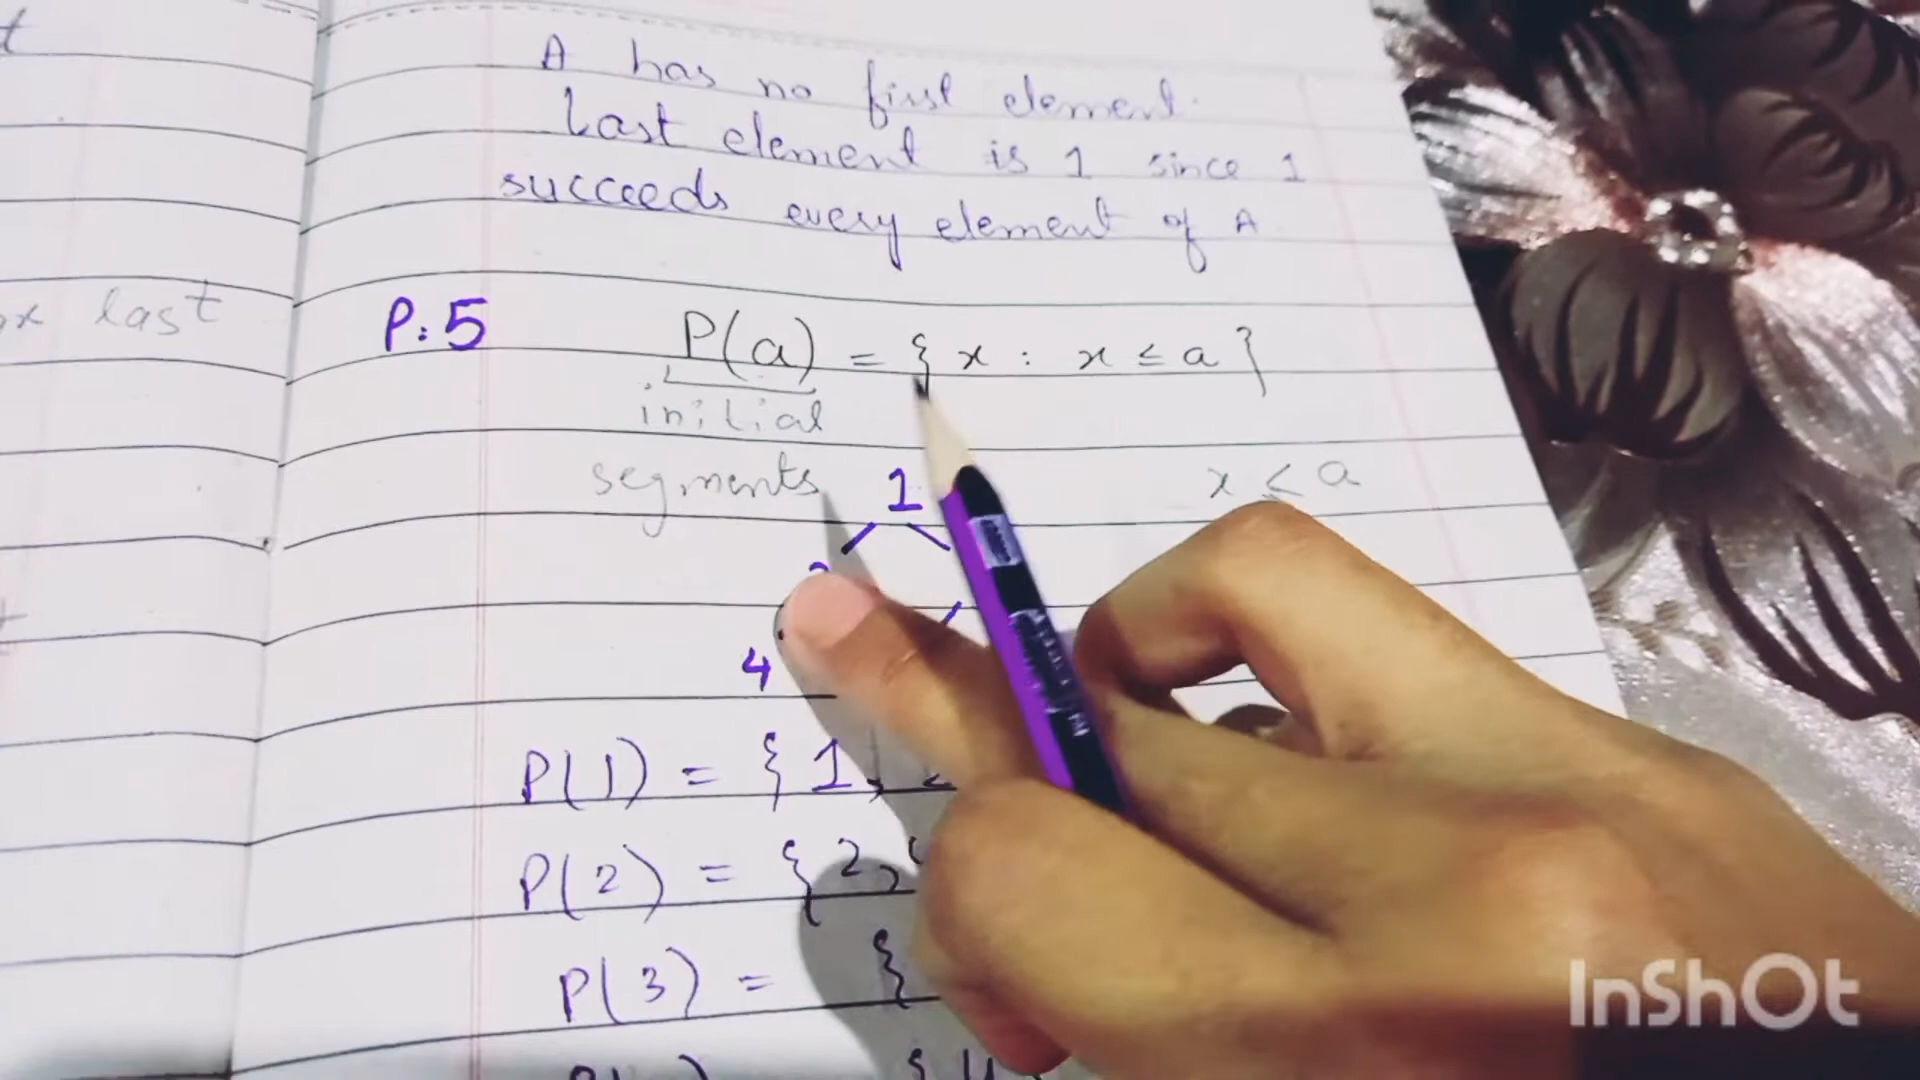 t
A has no first element.
Last element is 1 since 1
succeeds every element of A
x last
P:5 P(a) = { x : x ≤ a }
initial
segments 1 x < a
4
P(1) = { 1,
P(2) = { 2,
P(3) = {
InShOt